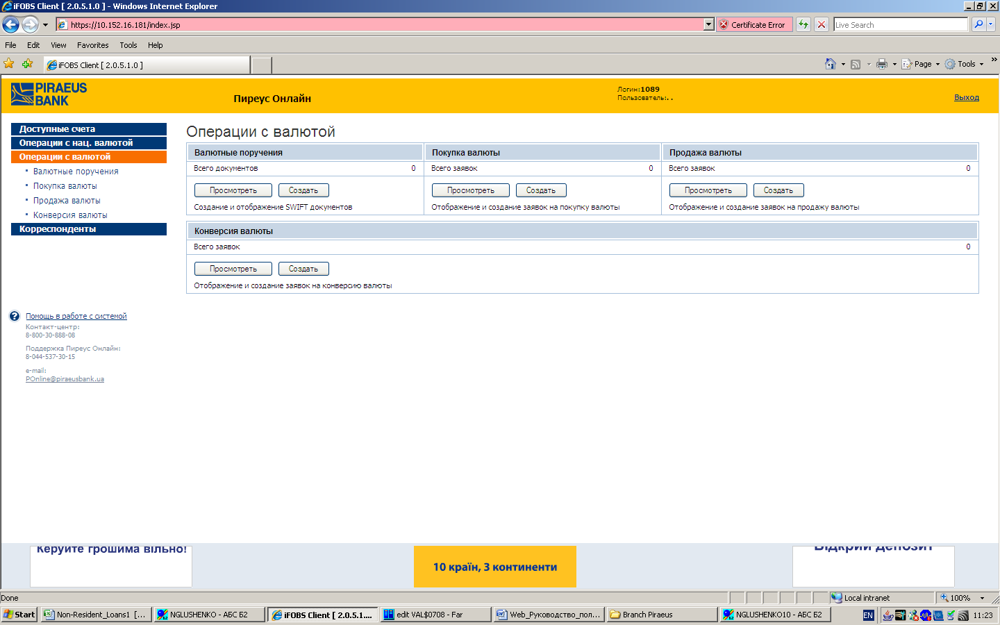 iFOBS Client [ 2.0.5.1.0 ] - Windows Internet Explorer
https://10.152.16.181/index.jsp
Certificate Error
Live Search
File Edit View Favorites Tools Help
iFOBS Client [ 2.0.5.1.0 ]
Page Tools
PIRAEUS BANK
Пиреус Онлайн
Логин:1089
Пользователь:. .
Выход
Доступные счета
Операции с нац. валютой
Операции с валютой
Валютные поручения
Покупка валюты
Продажа валюты
Конверсия валюты
Корреспонденты
Помощь в работе с системой
Контакт-центр:
8-800-30-888-08
Поддержка Пиреус Онлайн:
8-044-537-30-15
e-mail:
POnline@piraeusbank.ua
Операции с валютой
Валютные поручения
Всего документов 0
Просмотреть Создать
Создание и отображение SWIFT документов
Покупка валюты
Всего заявок 0
Просмотреть Создать
Отображение и создание заявок на покупку валюты
Продажа валюты
Всего заявок 0
Просмотреть Создать
Отображение и создание заявок на продажу валюты
Конверсия валюты
Всего заявок 0
Просмотреть Создать
Отображение и создание заявок на конверсию валюты
Керуйте грошима вільно!
10 країн, 3 континенти
Відкрий депозит
Done
Local intranet
100%
Start
Non-Resident_Loans1 [...
NGLUSHENKO - АБС Б2
iFOBS Client [ 2.0.5.1....
edit VAL$0708 - Far
Web_Руководство_пол...
Branch Piraeus
NGLUSHENKO10 - АБС Б2
EN
11:23